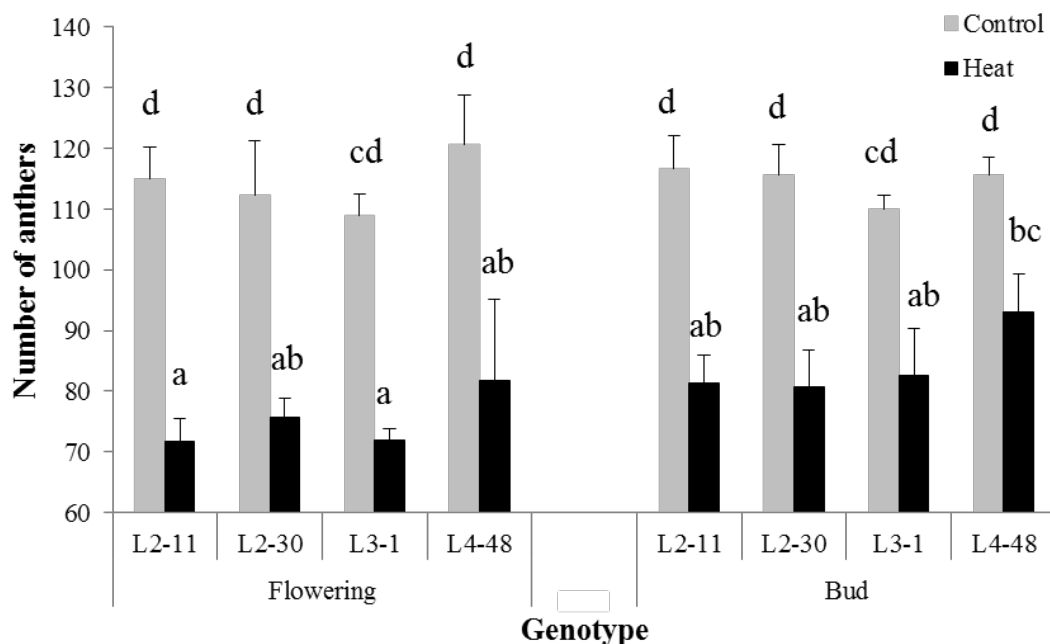 140
130
120
110
100
90
80
70
60
Number of anthers
Control
Heat
d d cd d d d cd d
a ab a ab ab ab ab bc
L2-11 L2-30 L3-1 L4-48 L2-11 L2-30 L3-1 L4-48
Flowering Bud
Genotype